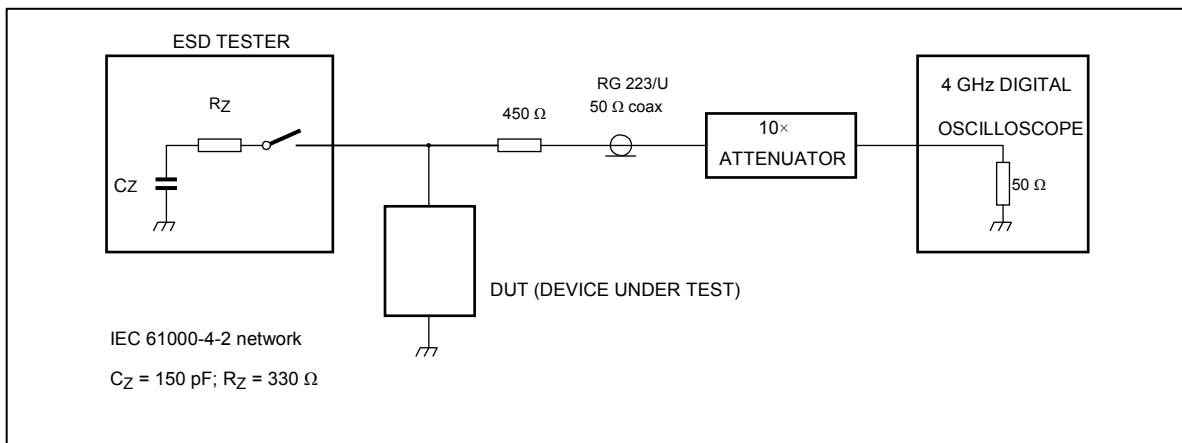 ESD TESTER
RZ
CZ
450 Ω
RG 223/U
50 Ω coax
10×
ATTENUATOR
4 GHz DIGITAL
OSCILLOSCOPE
50 Ω
DUT (DEVICE UNDER TEST)
IEC 61000-4-2 network
CZ = 150 pF; RZ = 330 Ω